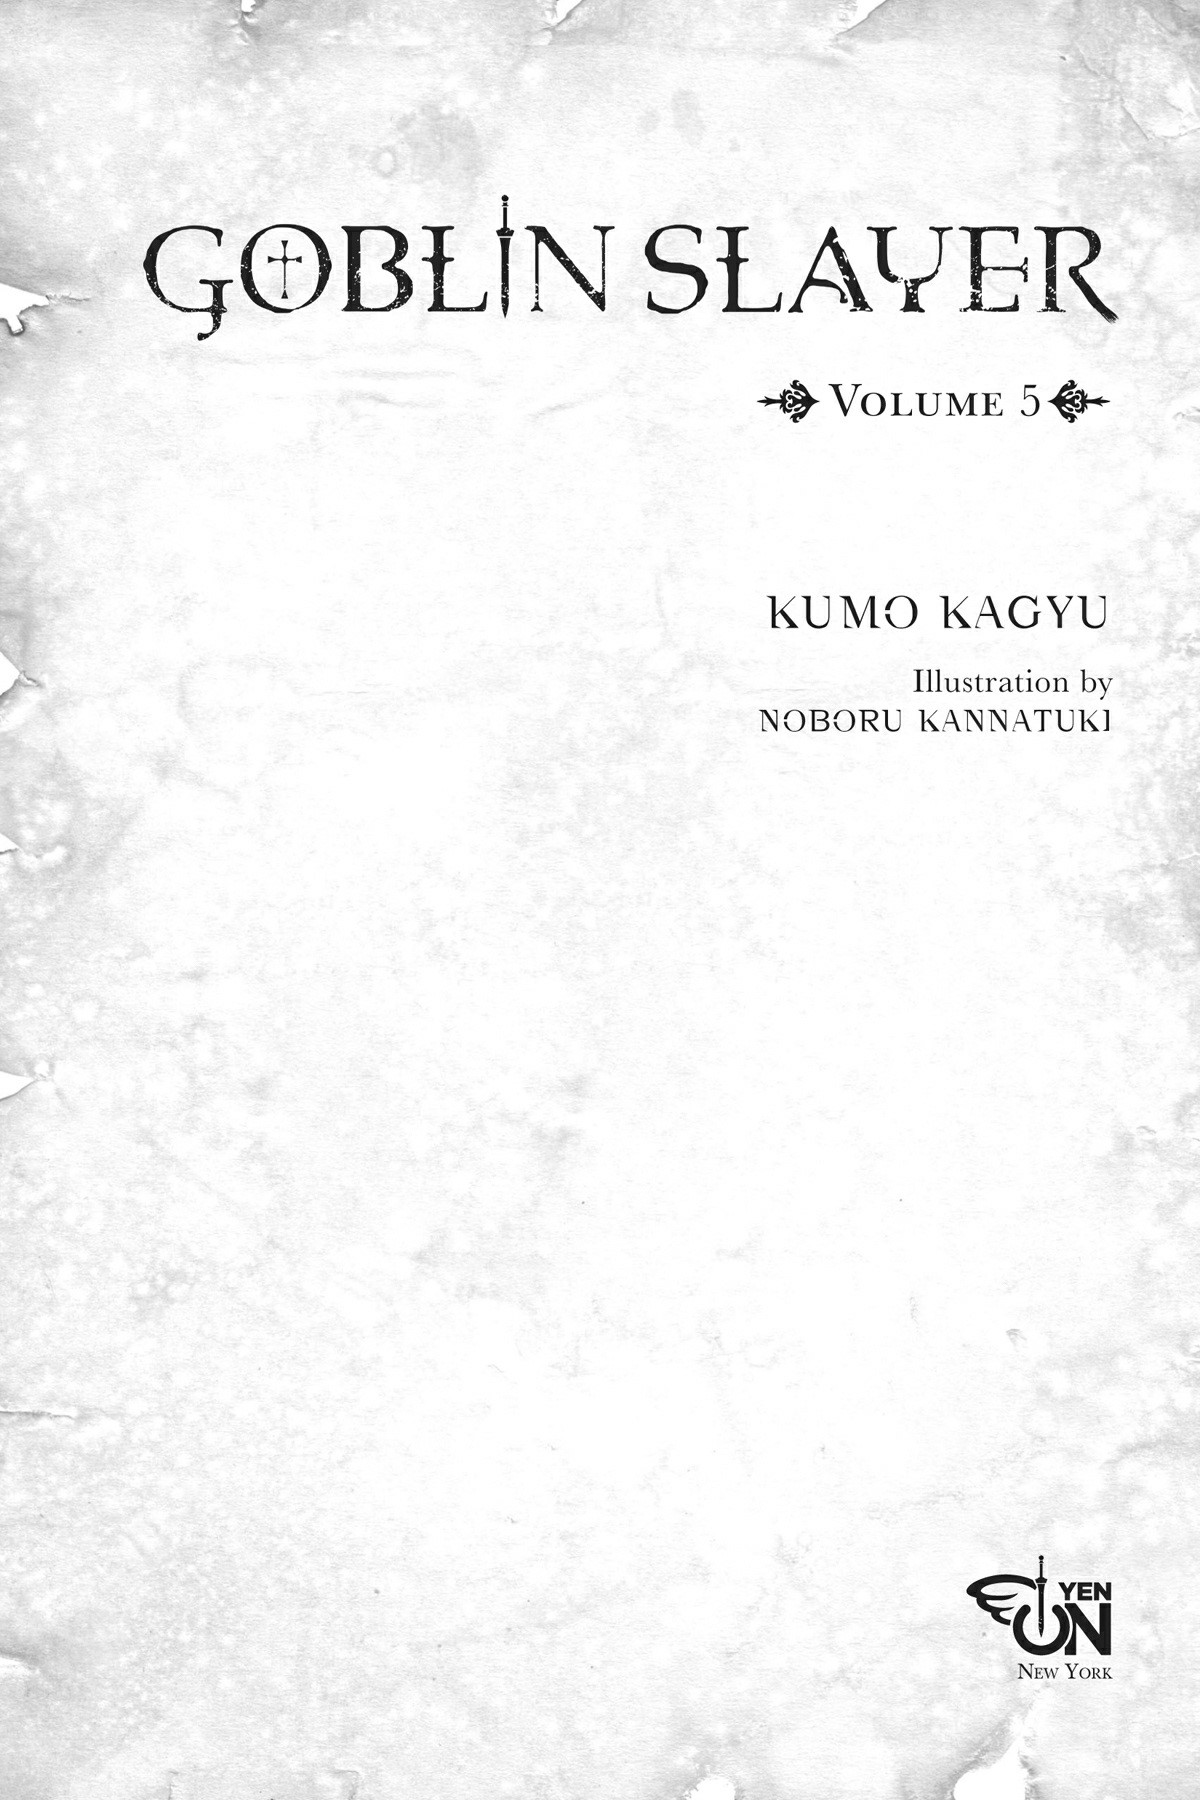 GOBLIN SLAYER
VOLUME 5
KUMO KAGYU
Illustration by
NOBORU KANNATUKI
YEN
ON
NEW YORK